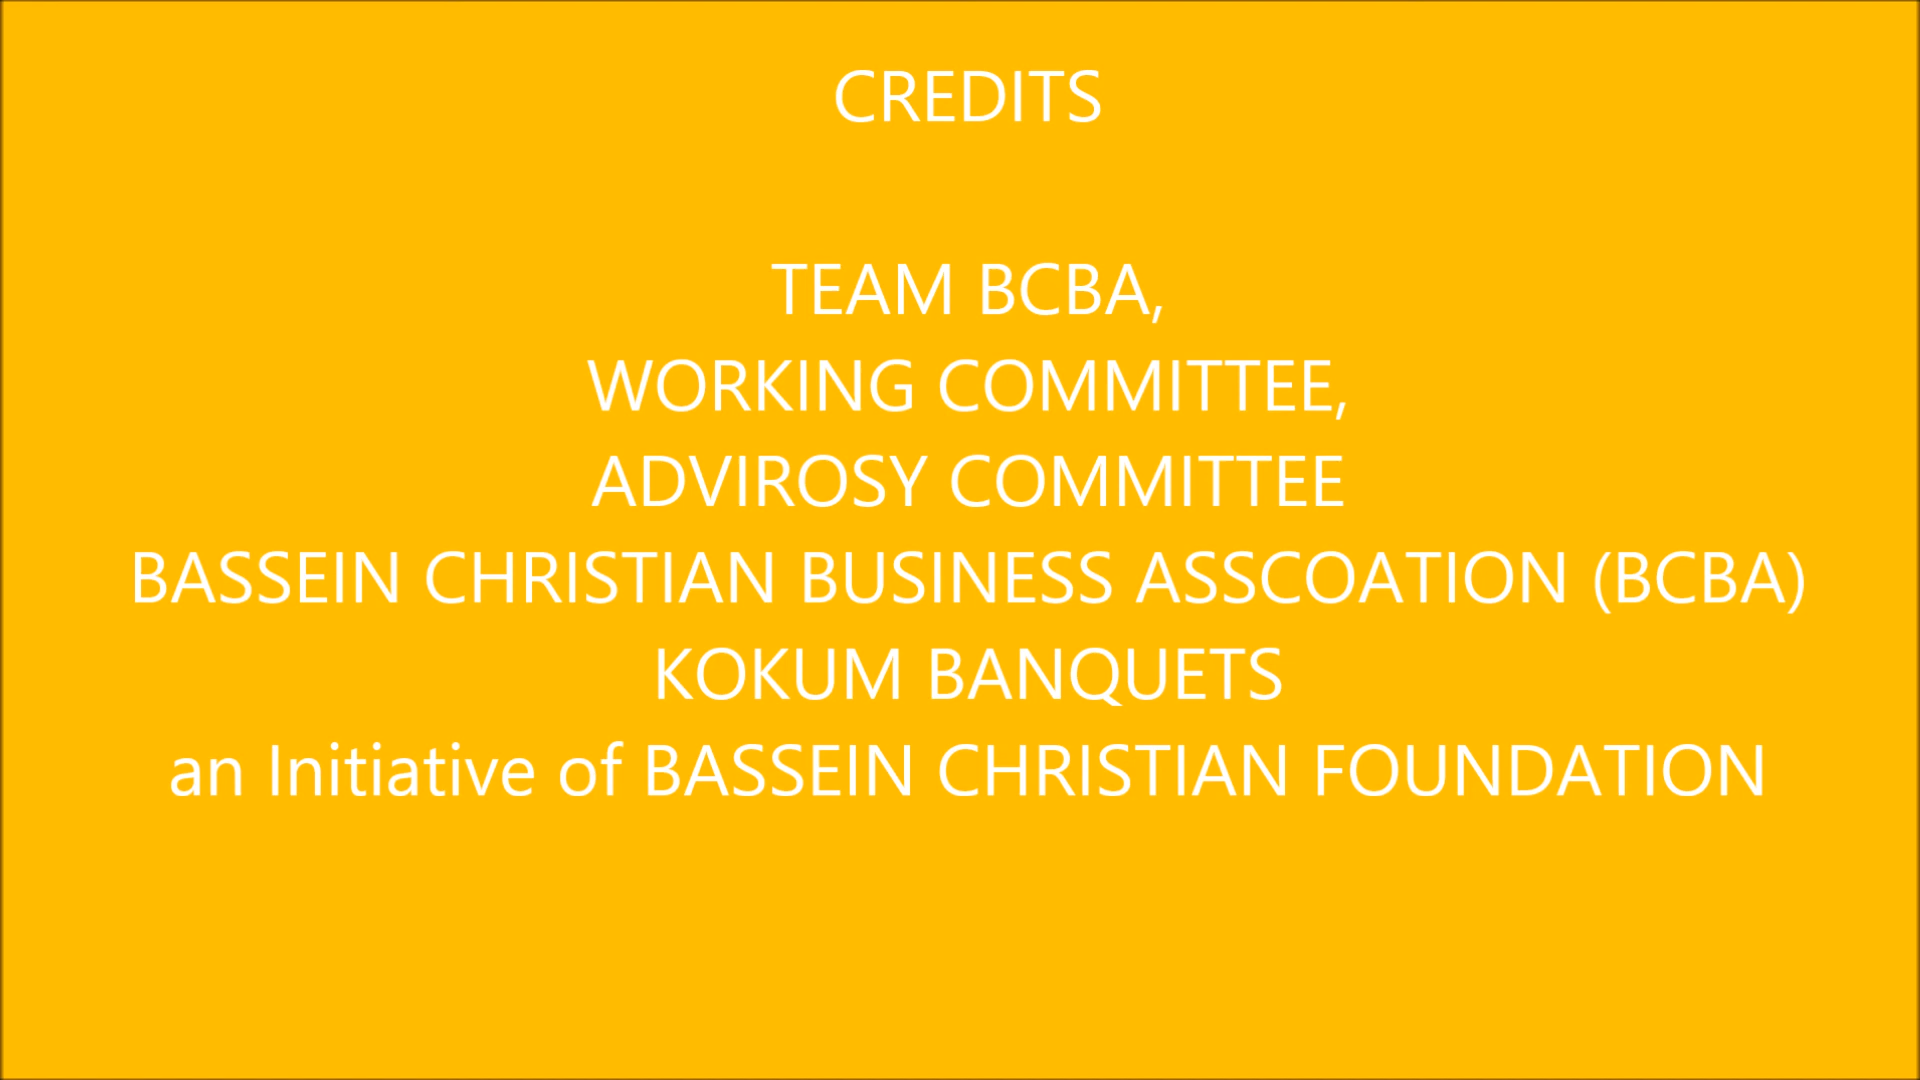 CREDITS
TEAM BCBA,
WORKING COMMITTEE,
ADVIROSY COMMITTEE
BASSEIN CHRISTIAN BUSINESS ASSCOATION (BCBA)
KOKUM BANQUETS
an Initiative of BASSEIN CHRISTIAN FOUNDATION